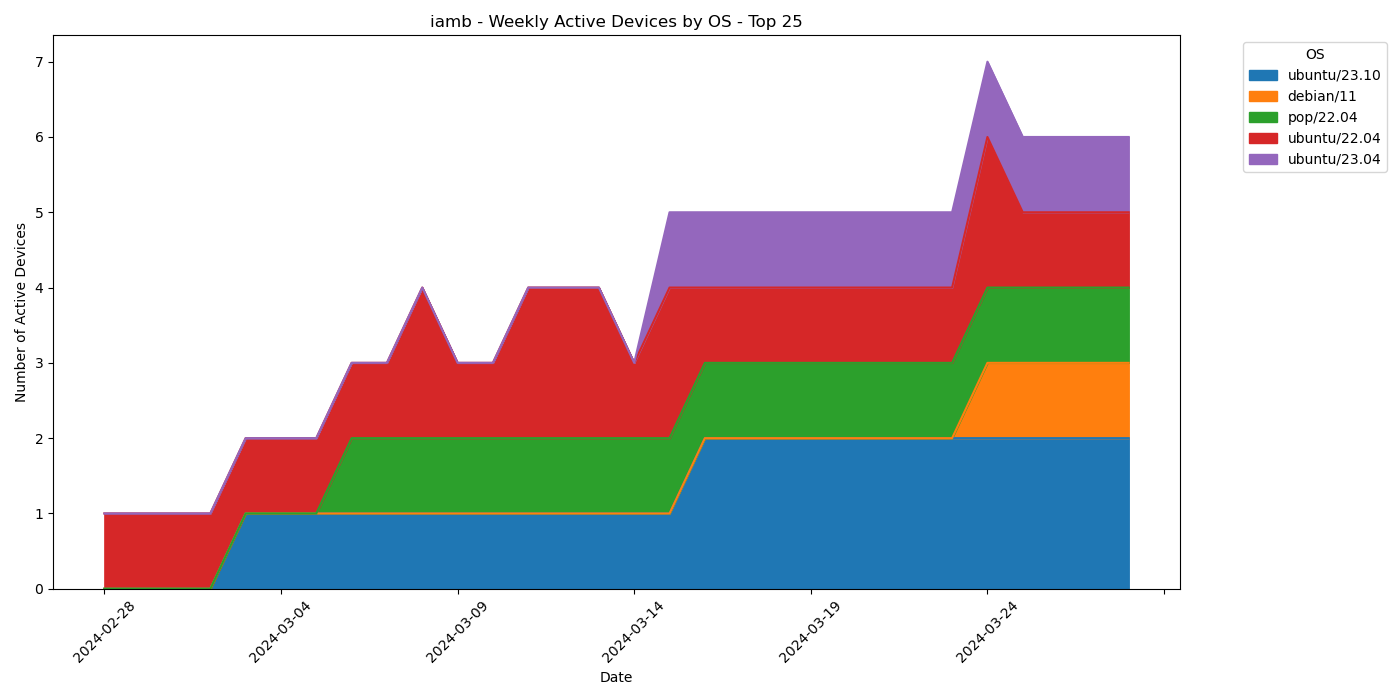 iamb - Weekly Active Devices by OS - Top 25
Number of Active Devices
7
6
5
4
3
2
1
0
2024-02-28
2024-03-04
2024-03-09
2024-03-14
2024-03-19
2024-03-24
Date
OS
ubuntu/23.10
debian/11
pop/22.04
ubuntu/22.04
ubuntu/23.04